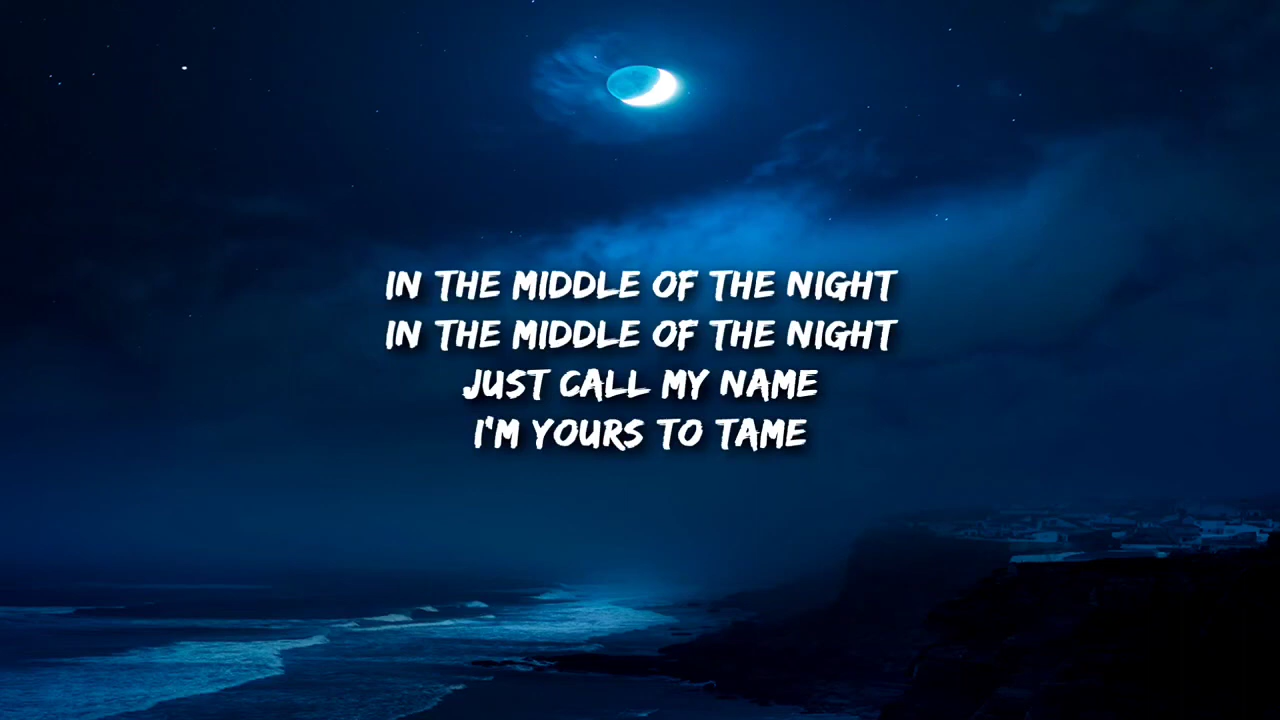 IN THE MIDDLE OF THE NIGHT
IN THE MIDDLE OF THE NIGHT
JUST CALL MY NAME
I'M YOURS TO TAME